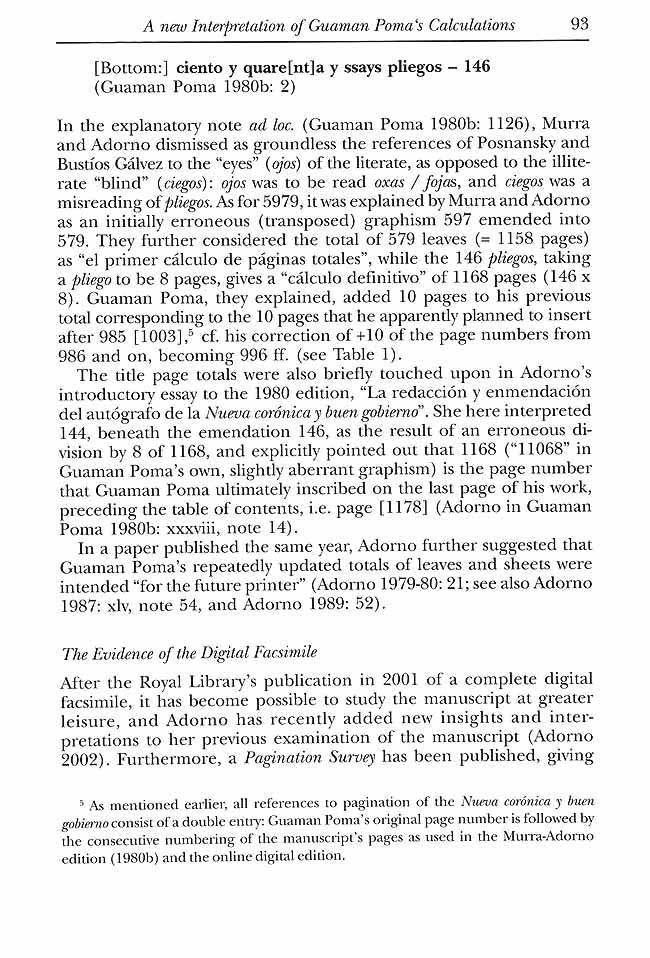 A new Interpretation of Guaman Poma's Calculations 93
[Bottom:] ciento y quare[nt]a y ssays pliegos – 146
(Guaman Poma 1980b: 2)
In the explanatory note ad loc. (Guaman Poma 1980b: 1126), Murra
and Adorno dismissed as groundless the references of Posnansky and
Bustíos Gálvez to the “eyes” (ojos) of the literate, as opposed to the illite-
rate “blind” (ciegos): ojos was to be read oxas / fojas, and ciegos was a
misreading of pliegos. As for 5979, it was explained by Murra and Adorno
as an initially erroneous (transposed) graphism 597 emended into
579. They further considered the total of 579 leaves (= 1158 pages)
as “el primer cálculo de páginas totales”, while the 146 pliegos, taking
a pliego to be 8 pages, gives a “cálculo definitivo” of 1168 pages (146 x
8). Guaman Poma, they explained, added 10 pages to his previous
total corresponding to the 10 pages that he apparently planned to insert
after 985 [1003],5 cf. his correction of +10 of the page numbers from
986 and on, becoming 996 ff. (see Table 1).
The title page totals were also briefly touched upon in Adorno's
introductory essay to the 1980 edition, “La redacción y enmendación
del autógrafo de la Nueva corónica y buen gobierno”. She here interpreted
144, beneath the emendation 146, as the result of an erroneous di-
vision by 8 of 1168, and explicitly pointed out that 1168 (“11068” in
Guaman Poma's own, slightly aberrant graphism) is the page number
that Guaman Poma ultimately inscribed on the last page of his work,
preceding the table of contents, i.e. page [1178] (Adorno in Guaman
Poma 1980b: xxxviii, note 14).
In a paper published the same year, Adorno further suggested that
Guaman Poma's repeatedly updated totals of leaves and sheets were
intended “for the future printer” (Adorno 1979-80: 21; see also Adorno
1987: xlv, note 54, and Adorno 1989: 52).
The Evidence of the Digital Facsimile
After the Royal Library's publication in 2001 of a complete digital
facsimile, it has become possible to study the manuscript at greater
leisure, and Adorno has recently added new insights and inter-
pretations to her previous examination of the manuscript (Adorno
2002). Furthermore, a Pagination Survey has been published, giving
5 As mentioned earlier, all references to pagination of the Nueva corónica y buen
gobierno consist of a double entry: Guaman Poma's original page number is followed by
the consecutive numbering of the manuscript's pages as used in the Murra-Adorno
edition (1980b) and the online digital edition.